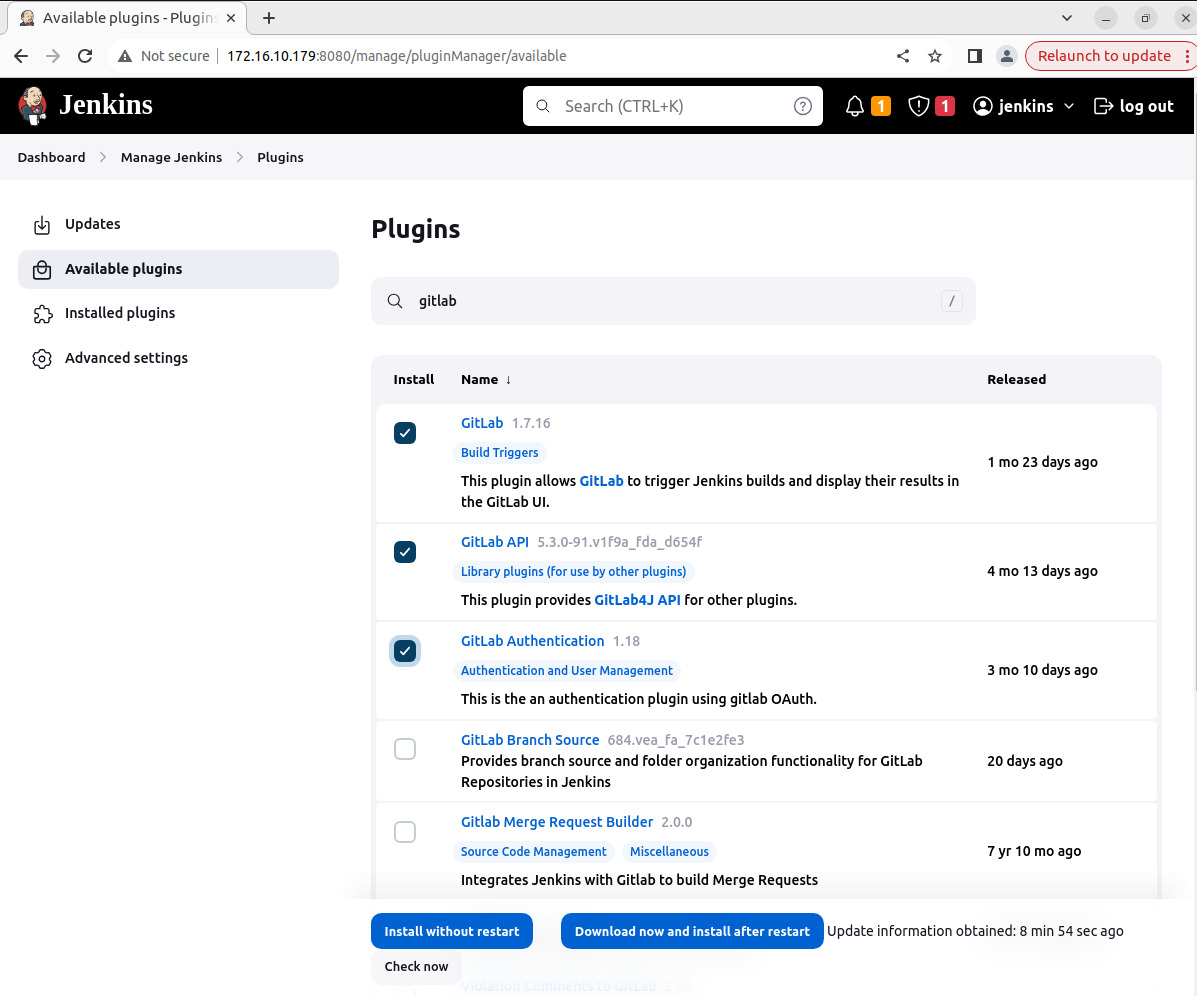 Available plugins - Plugins
Not secure
172.16.10.179:8080/manage/pluginManager/available
Relaunch to update
Jenkins
Search (CTRL+K)
?
1
1
jenkins
log out
Dashboard
Manage Jenkins
Plugins
Updates
Available plugins
Installed plugins
Advanced settings
Plugins
gitlab
/
Install Name ↓ Released
GitLab 1.7.16
Build Triggers
This plugin allows GitLab to trigger Jenkins builds and display their results in
the GitLab UI.
1 mo 23 days ago
GitLab API 5.3.0-91.v1f9a_fda_d654f
Library plugins (for use by other plugins)
This plugin provides GitLab4J API for other plugins.
4 mo 13 days ago
GitLab Authentication 1.18
Authentication and User Management
This is the an authentication plugin using gitlab OAuth.
3 mo 10 days ago
GitLab Branch Source 684.vea_fa_7c1e2fe3
Provides branch source and folder organization functionality for GitLab
Repositories in Jenkins
20 days ago
Gitlab Merge Request Builder 2.0.0
Source Code Management Miscellaneous
Integrates Jenkins with Gitlab to build Merge Requests
7 yr 10 mo ago
Install without restart
Download now and install after restart
Update information obtained: 8 min 54 sec ago
Check now
Violation Comments to GitLab